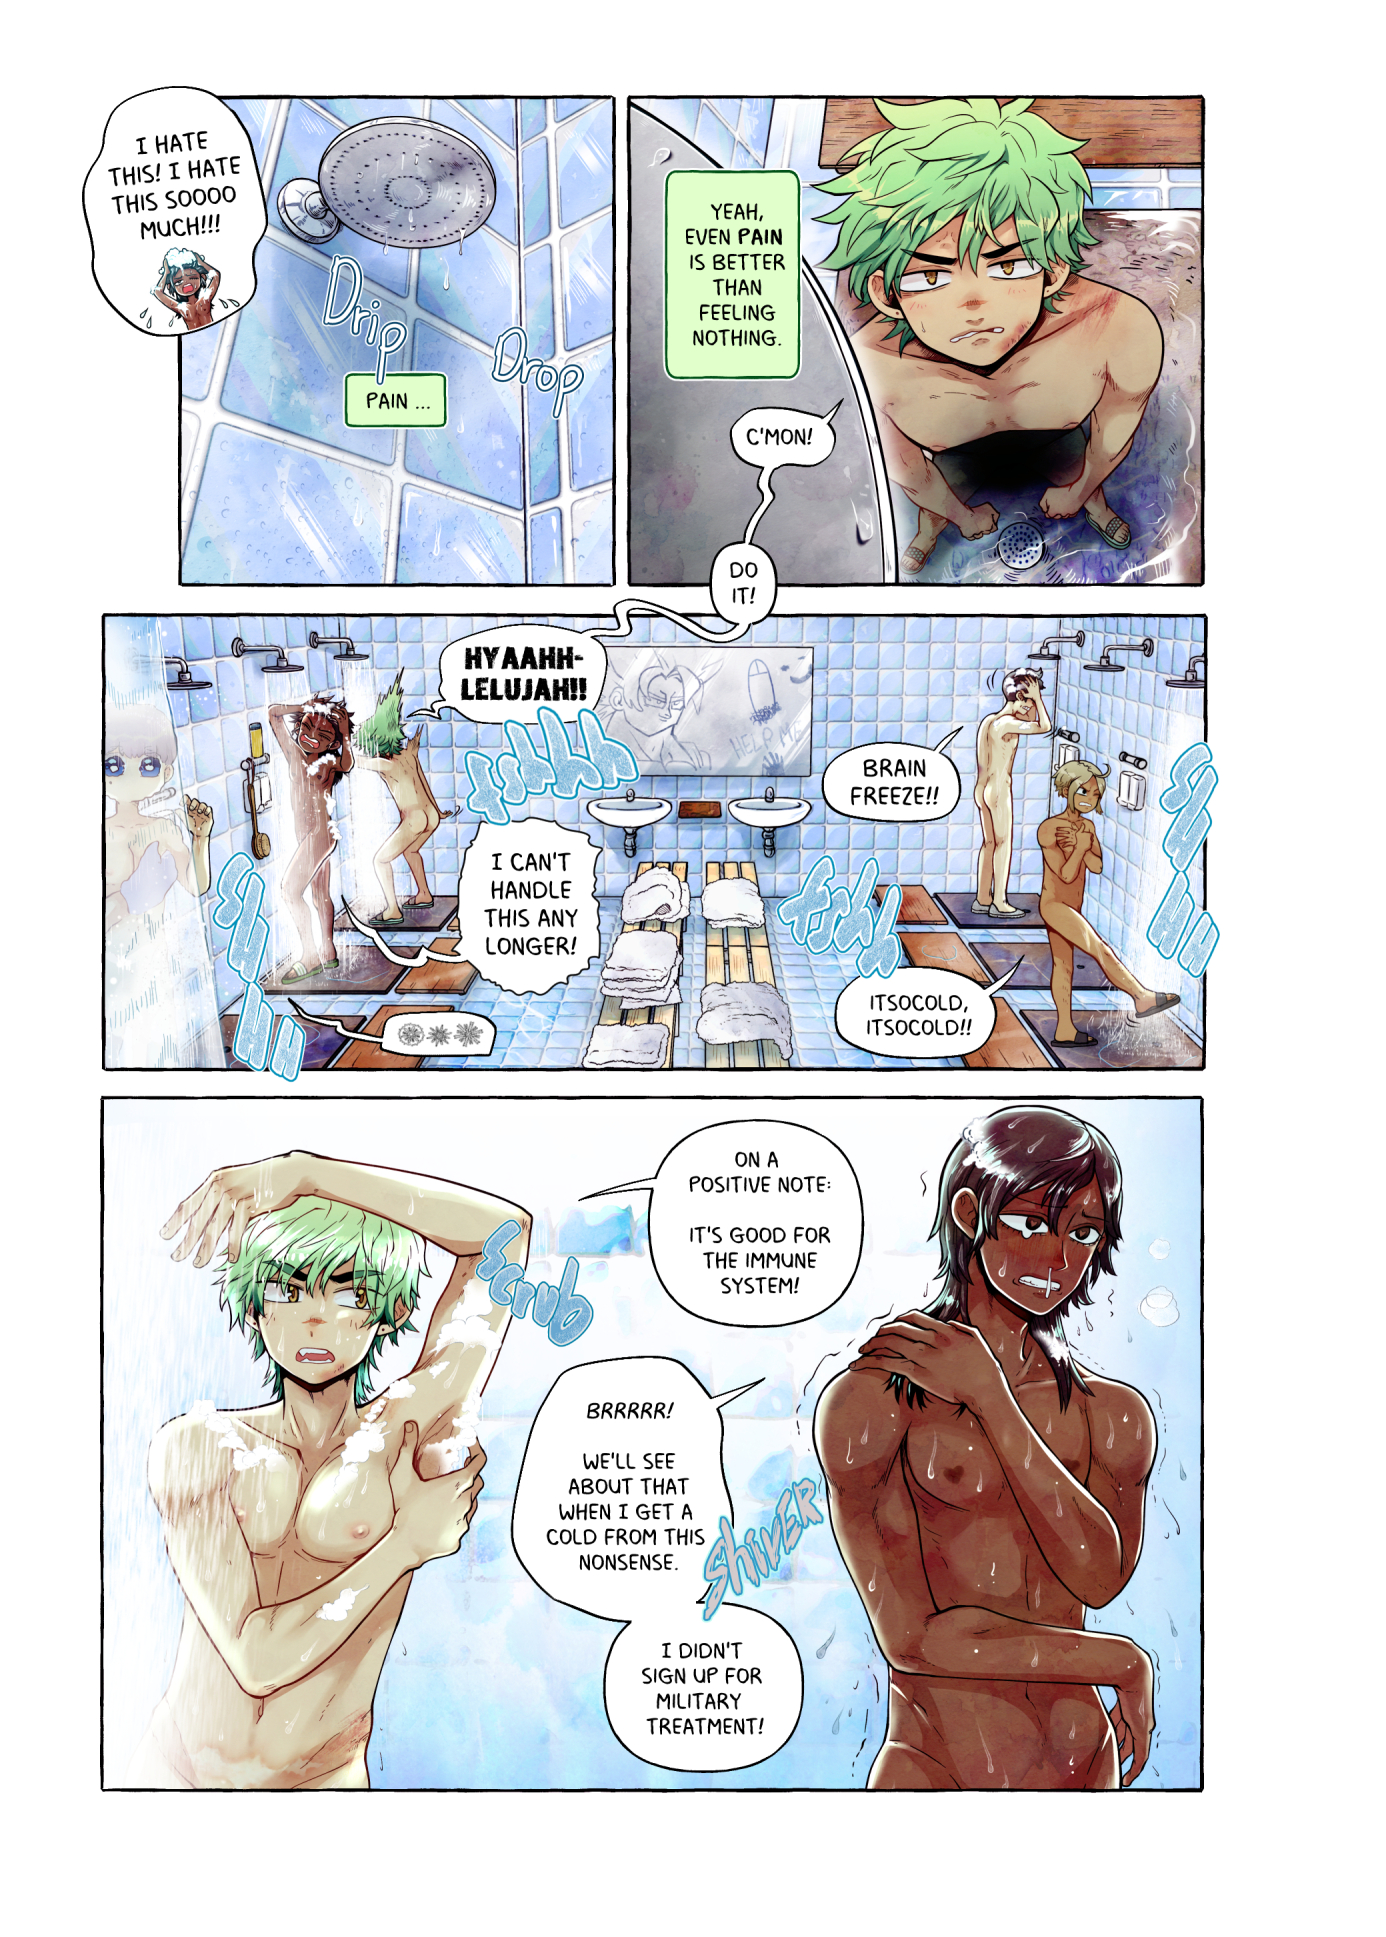 I HATE
THIS! I HATE
THIS SOOOO
MUCH!!!
Drip
Drop
PAIN ...
YEAH,
EVEN PAIN
IS BETTER
THAN
FEELING
NOTHING.
C'MON!
DO
IT!
HYAAHH-
LELUJAH!!
fshhhh
HELP ME
BRAIN
FREEZE!!
I CAN'T
HANDLE
THIS ANY
LONGER!
ITSOCOLD,
ITSOCOLD!!
ON A
POSITIVE NOTE:
IT'S GOOD FOR
THE IMMUNE
SYSTEM!
Scrub
BRRRRR!
WE'LL SEE
ABOUT THAT
WHEN I GET A
COLD FROM THIS
NONSENSE.
ShiVER
I DIDN'T
SIGN UP FOR
MILITARY
TREATMENT!